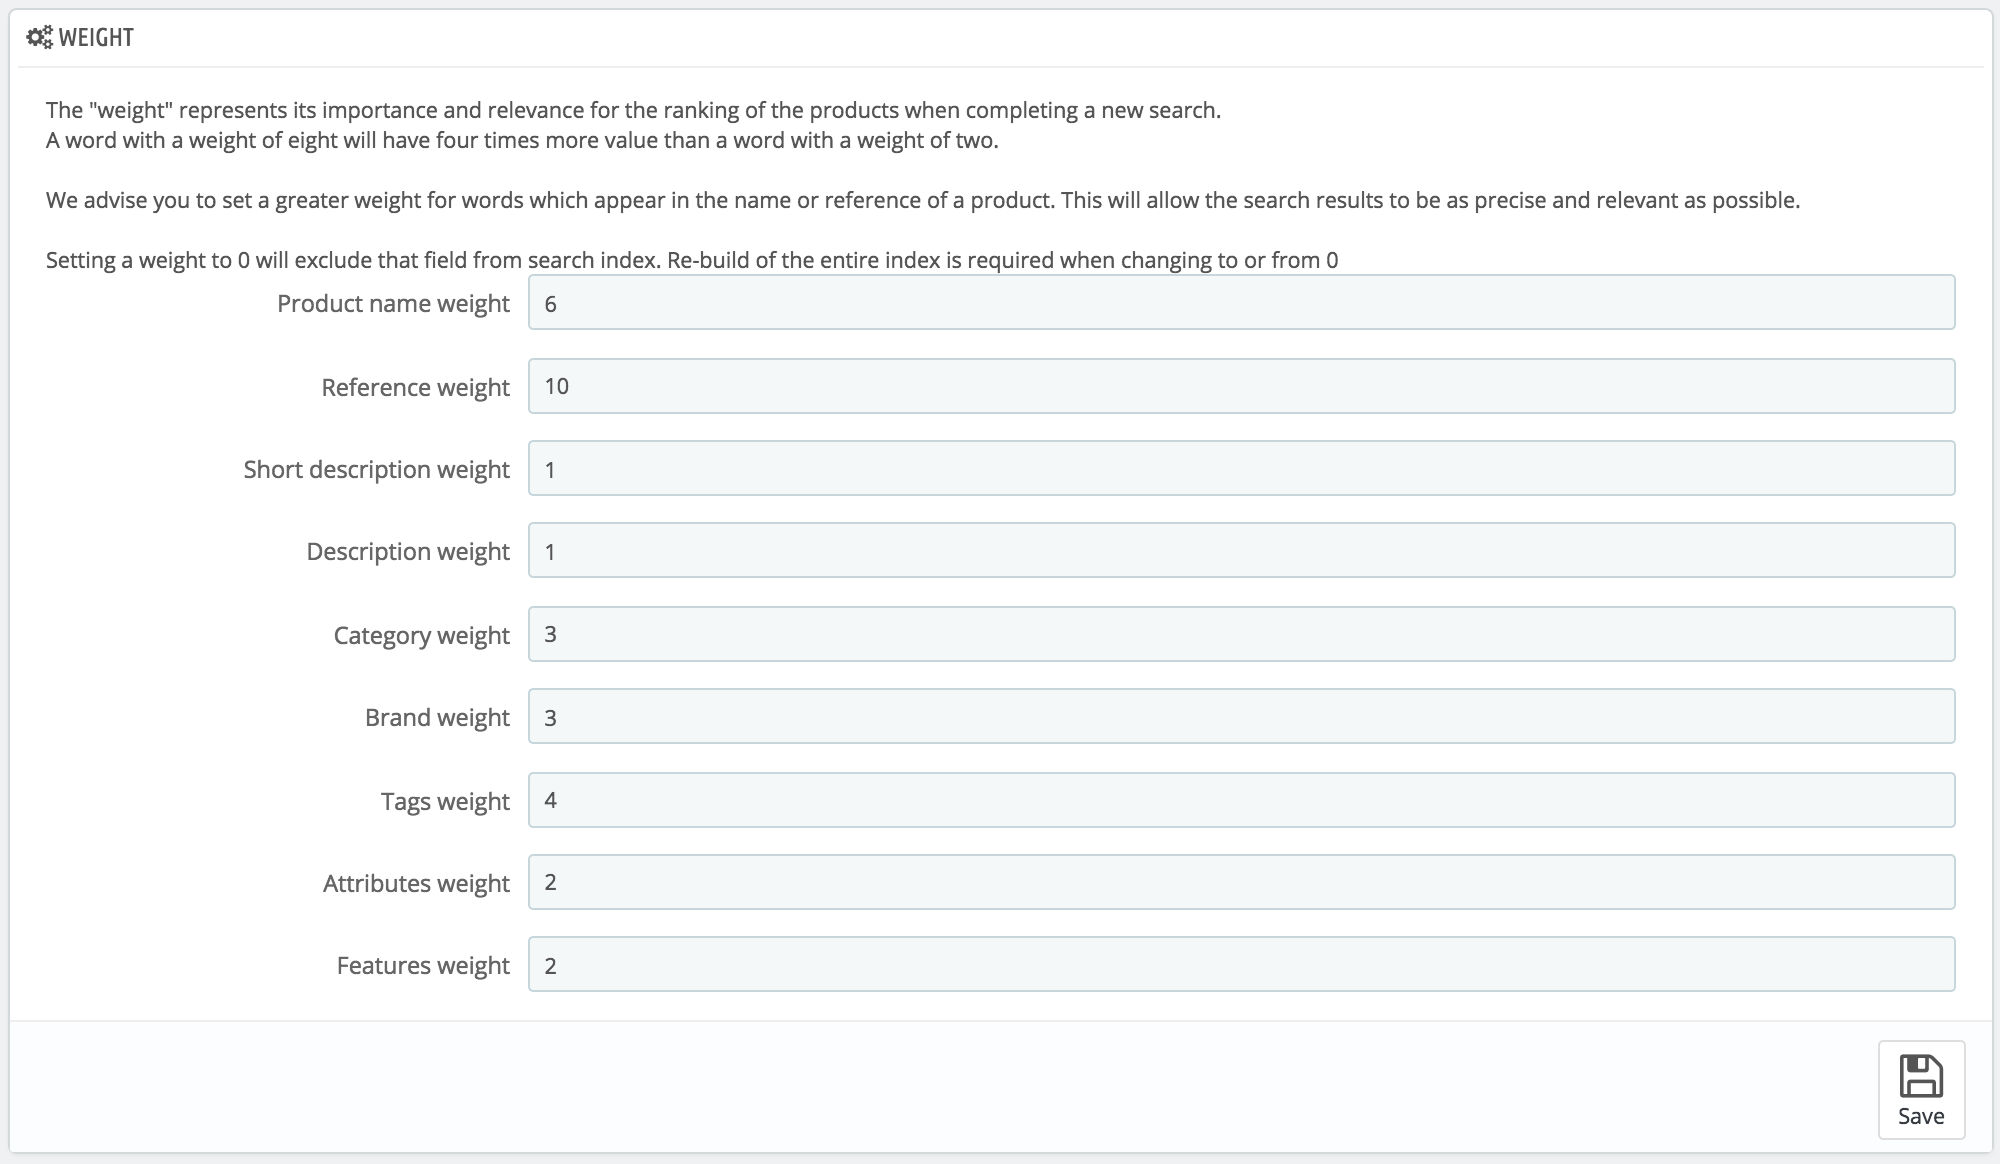 WEIGHT
The "weight" represents its importance and relevance for the ranking of the products when completing a new search.
A word with a weight of eight will have four times more value than a word with a weight of two.
We advise you to set a greater weight for words which appear in the name or reference of a product. This will allow the search results to be as precise and relevant as possible.
Setting a weight to 0 will exclude that field from search index. Re-build of the entire index is required when changing to or from 0
Product name weight 6
Reference weight 10
Short description weight 1
Description weight 1
Category weight 3
Brand weight 3
Tags weight 4
Attributes weight 2
Features weight 2
Save